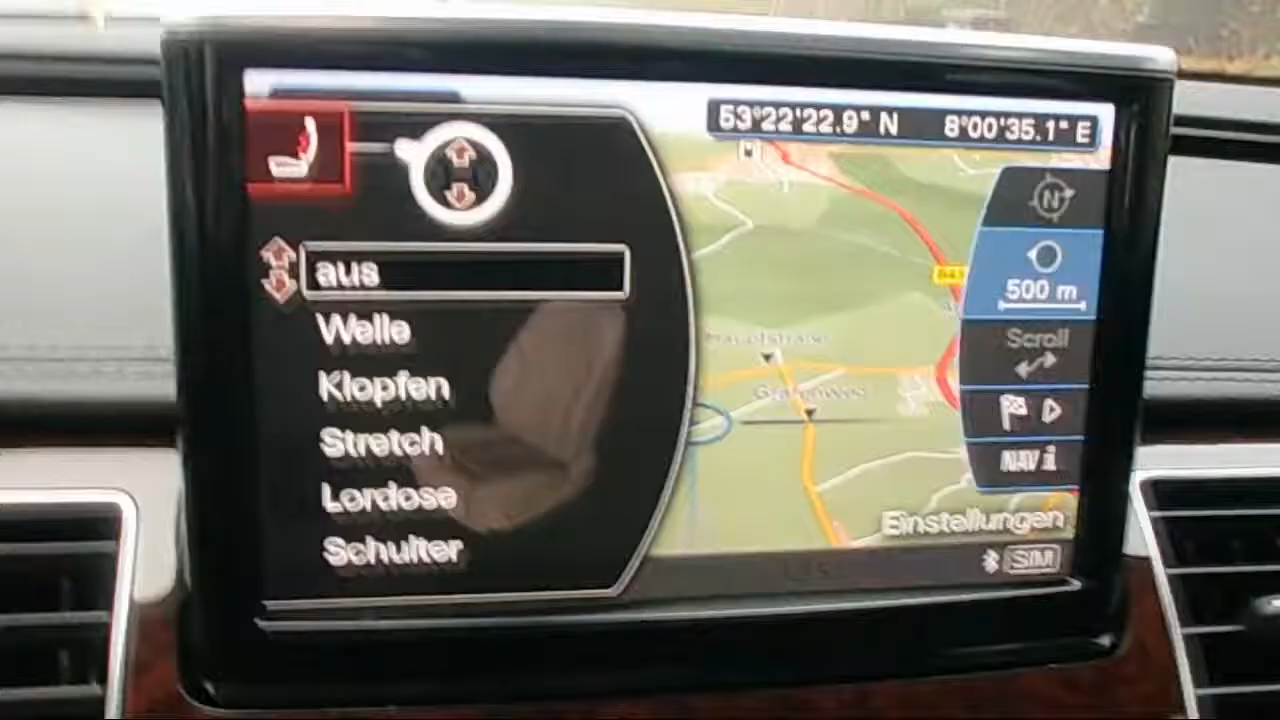 53°22'22.9" N 8°00'35.1" E
N
aus
500 m
Welle
Scroll
Hauptstraße
Klopfen
Stretch
NAV i
Lordose
Einstellungen
Schulter
SIM